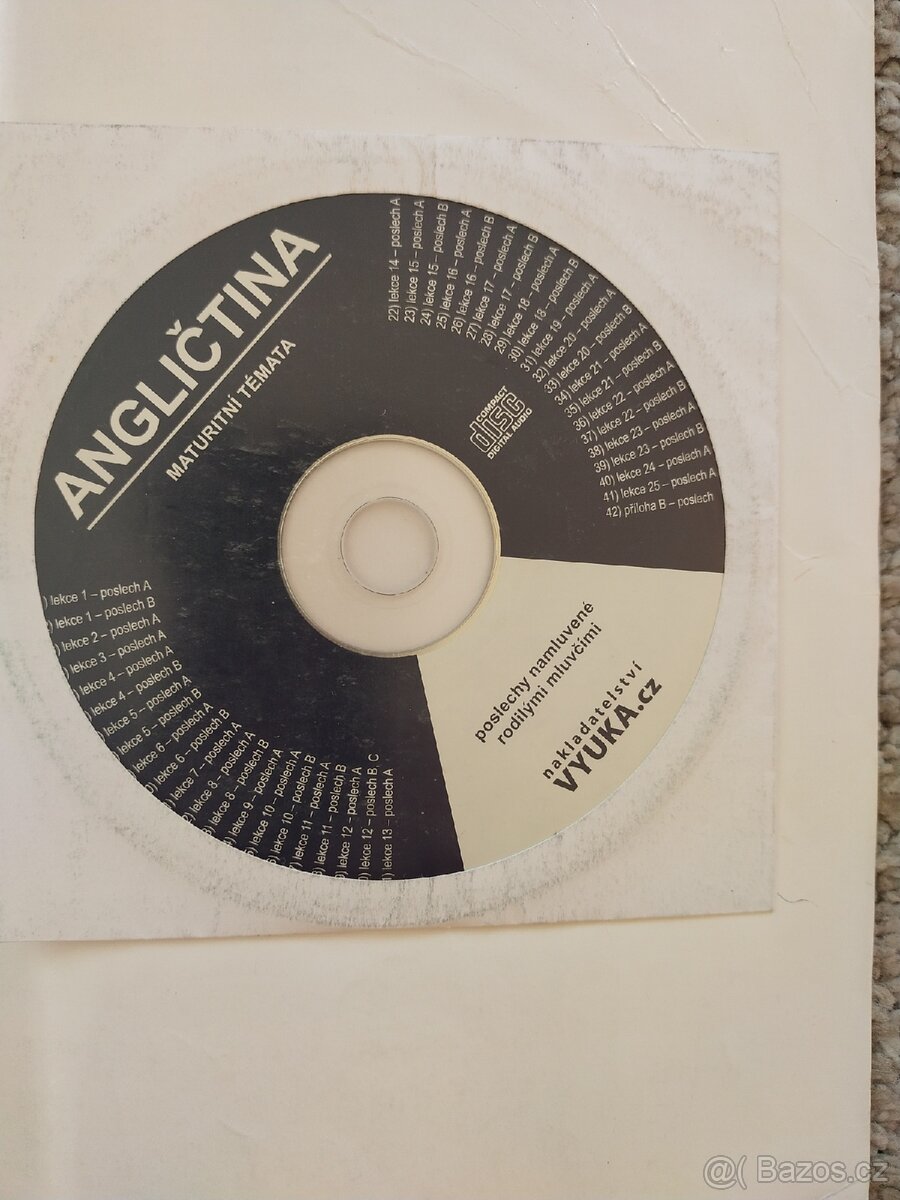 ANGLIČTINA
MATURITNÍ TÉMATA
) lekce 1 – poslech A
) lekce 1 – poslech B
) lekce 2 – poslech A
) lekce 3 – poslech A
) lekce 4 – poslech A
) lekce 4 – poslech B
) lekce 5 – poslech A
) lekce 5 – poslech B
) lekce 6 – poslech A
) lekce 6 – poslech B
) lekce 7 – poslech A
2) lekce 8 – poslech A
3) lekce 8 – poslech B
) lekce 9 – poslech A
) lekce 10 – poslech A
) lekce 10 – poslech B
) lekce 11 – poslech A
) lekce 11 – poslech B
) lekce 12 – poslech A
) lekce 12 – poslech B, C
) lekce 13 – poslech A
22) lekce 14 – poslech A
23) lekce 15 – poslech A
24) lekce 15 – poslech B
25) lekce 16 – poslech A
26) lekce 16 – poslech B
27) lekce 17 – poslech A
28) lekce 17 – poslech B
29) lekce 18 – poslech A
30) lekce 18 – poslech B
31) lekce 19 – poslech A
32) lekce 20 – poslech A
33) lekce 20 – poslech B
34) lekce 21 – poslech A
35) lekce 21 – poslech B
36) lekce 22 – poslech A
37) lekce 22 – poslech B
38) lekce 23 – poslech A
39) lekce 23 – poslech B
40) lekce 24 – poslech A
41) lekce 25 – poslech A
42) příloha B – poslech
COMPACT
disc
DIGITAL AUDIO
poslechy namluvené
rodilými mluvčími
nakladatelství
VYUKA.cz
@( Bazos.cz